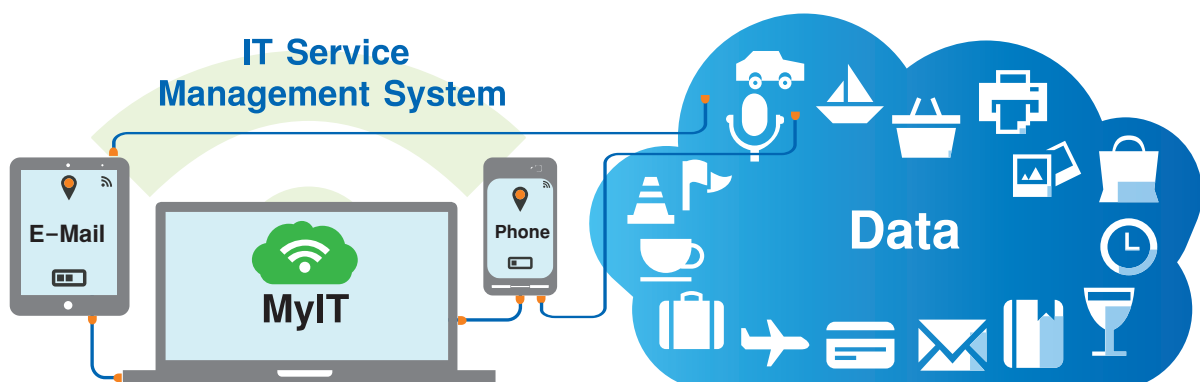 IT Service
Management System
E-Mail
MyIT
Phone
Data